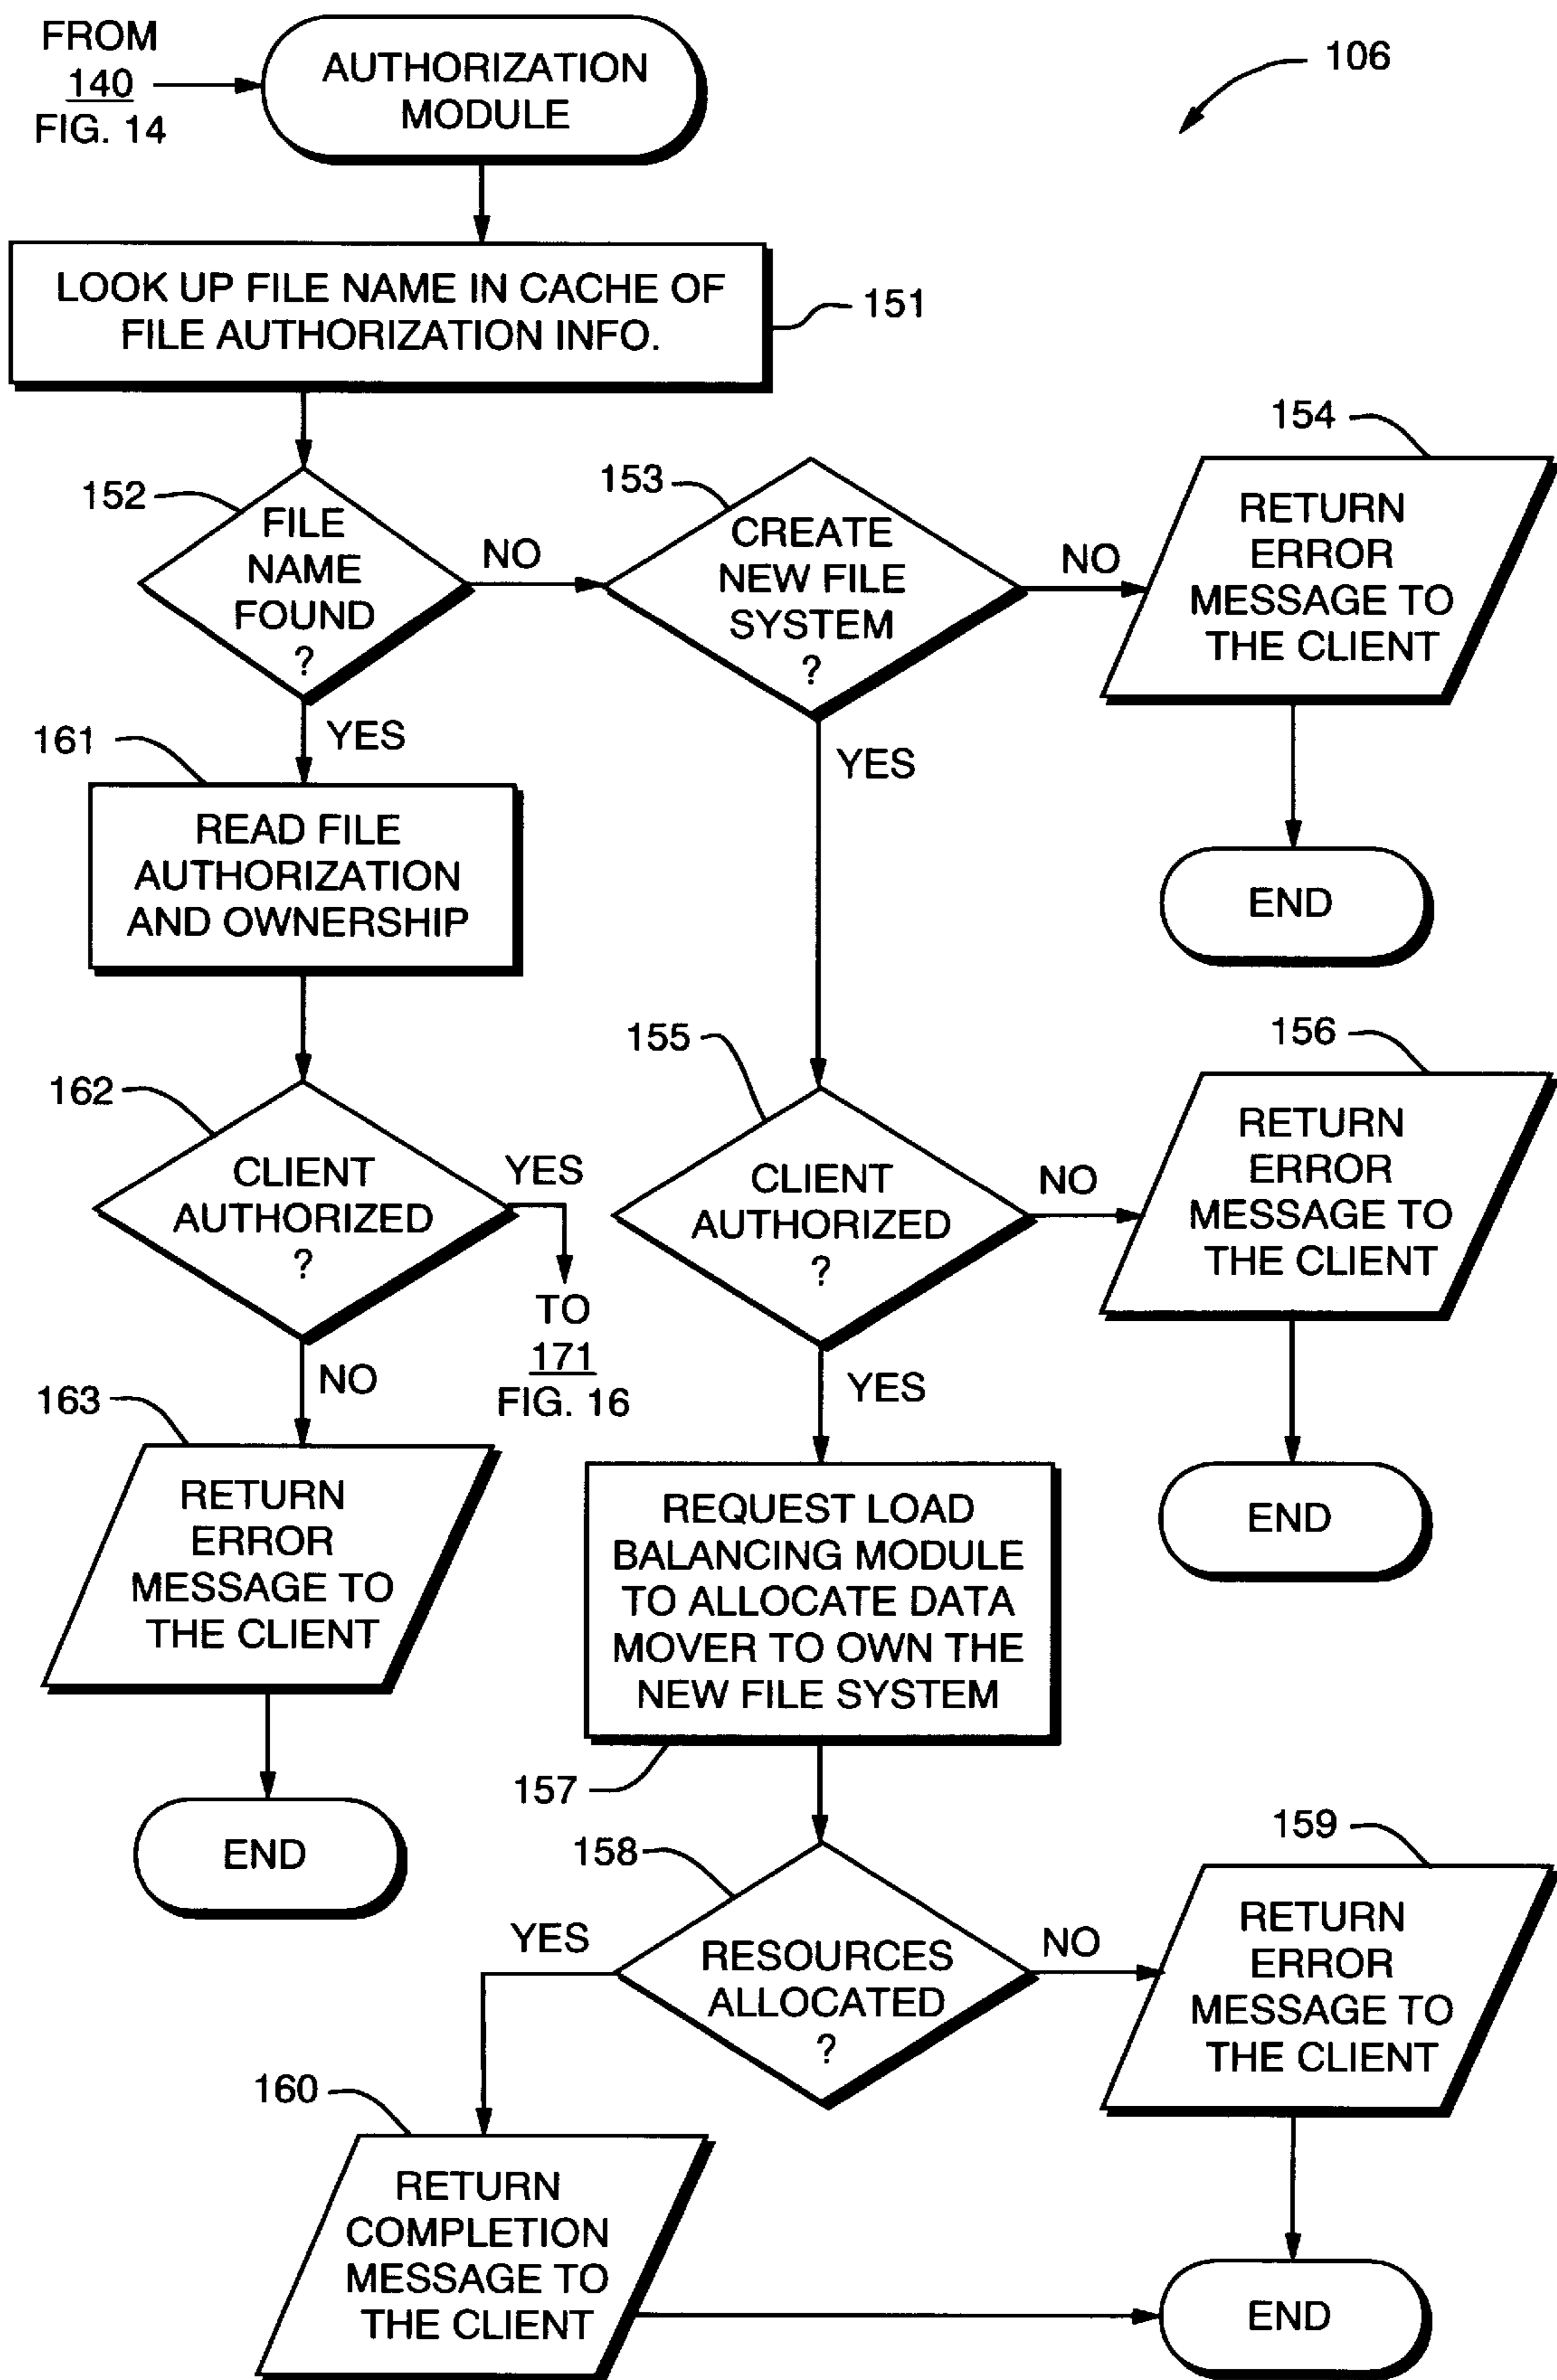 FROM
140
FIG. 14
AUTHORIZATION
MODULE
106
LOOK UP FILE NAME IN CACHE OF
FILE AUTHORIZATION INFO.
151
152
FILE
NAME
FOUND
?
NO
YES
153
CREATE
NEW FILE
SYSTEM
?
NO
YES
154
RETURN
ERROR
MESSAGE TO
THE CLIENT
END
161
READ FILE
AUTHORIZATION
AND OWNERSHIP
162
CLIENT
AUTHORIZED
?
YES
TO
171
FIG. 16
NO
155
CLIENT
AUTHORIZED
?
NO
YES
156
RETURN
ERROR
MESSAGE TO
THE CLIENT
END
163
RETURN
ERROR
MESSAGE TO
THE CLIENT
END
REQUEST LOAD
BALANCING MODULE
TO ALLOCATE DATA
MOVER TO OWN THE
NEW FILE SYSTEM
157
158
RESOURCES
ALLOCATED
?
YES
NO
159
RETURN
ERROR
MESSAGE TO
THE CLIENT
160
RETURN
COMPLETION
MESSAGE TO
THE CLIENT
END